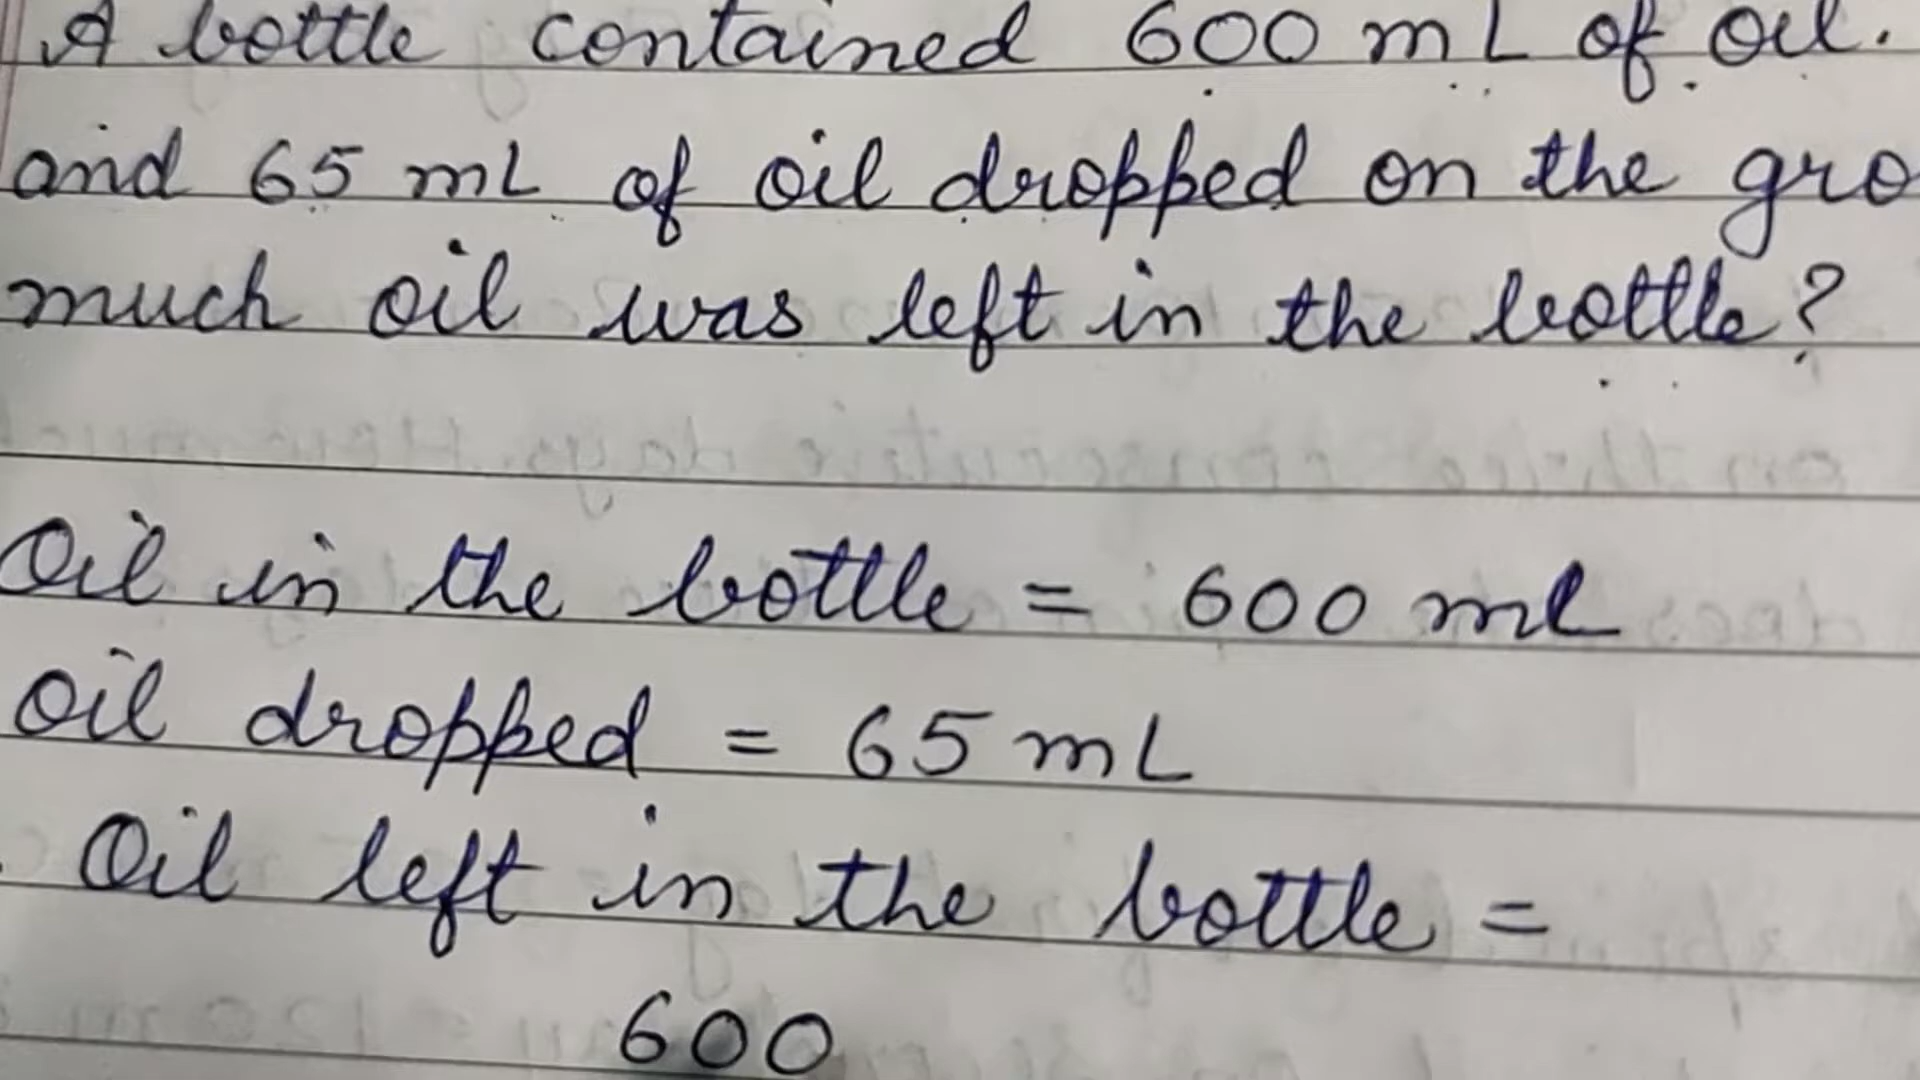 A bottle contained 600 mL of oil.
and 65 mL of oil dropped on the gro
much oil was left in the bottle?
Oil in the bottle = 600 ml
Oil dropped = 65 mL
Oil left in the bottle =
600